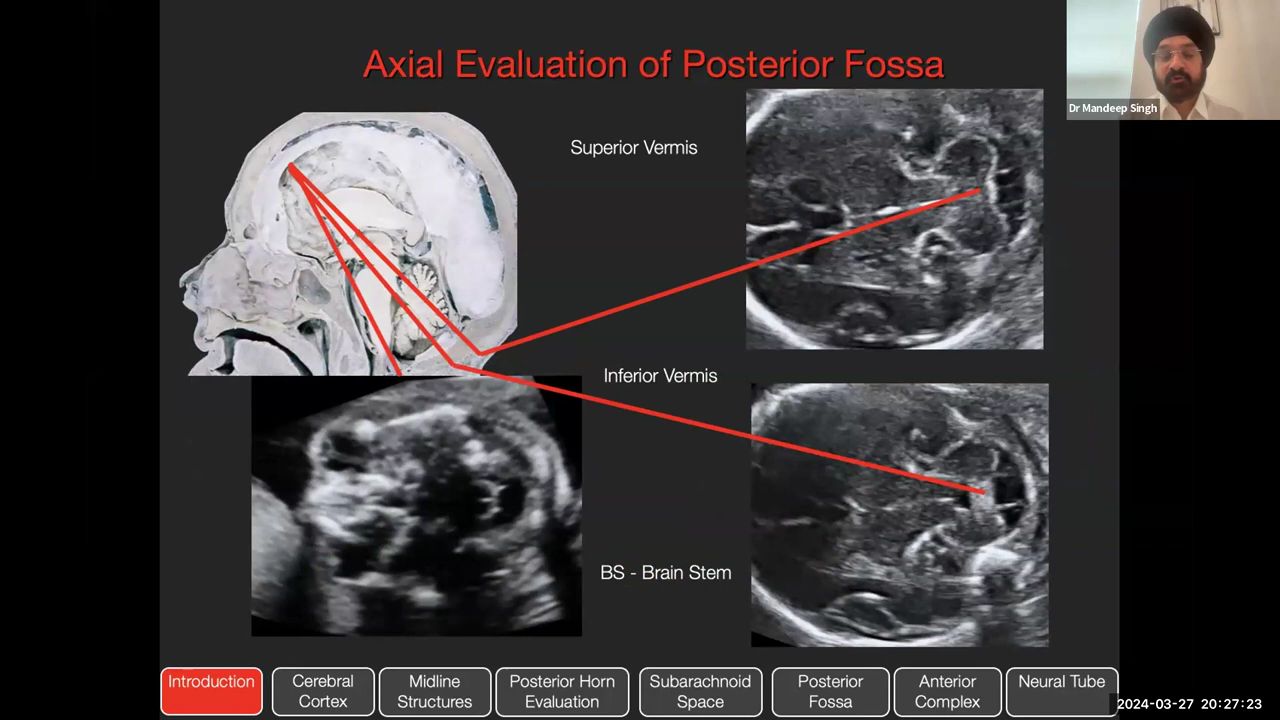 Axial Evaluation of Posterior Fossa
Dr Mandeep Singh
Superior Vermis
Inferior Vermis
BS - Brain Stem
Introduction
Cerebral
Cortex
Midline
Structures
Posterior Horn
Evaluation
Subarachnoid
Space
Posterior
Fossa
Anterior
Complex
Neural Tube
2024-03-27 20:27:23